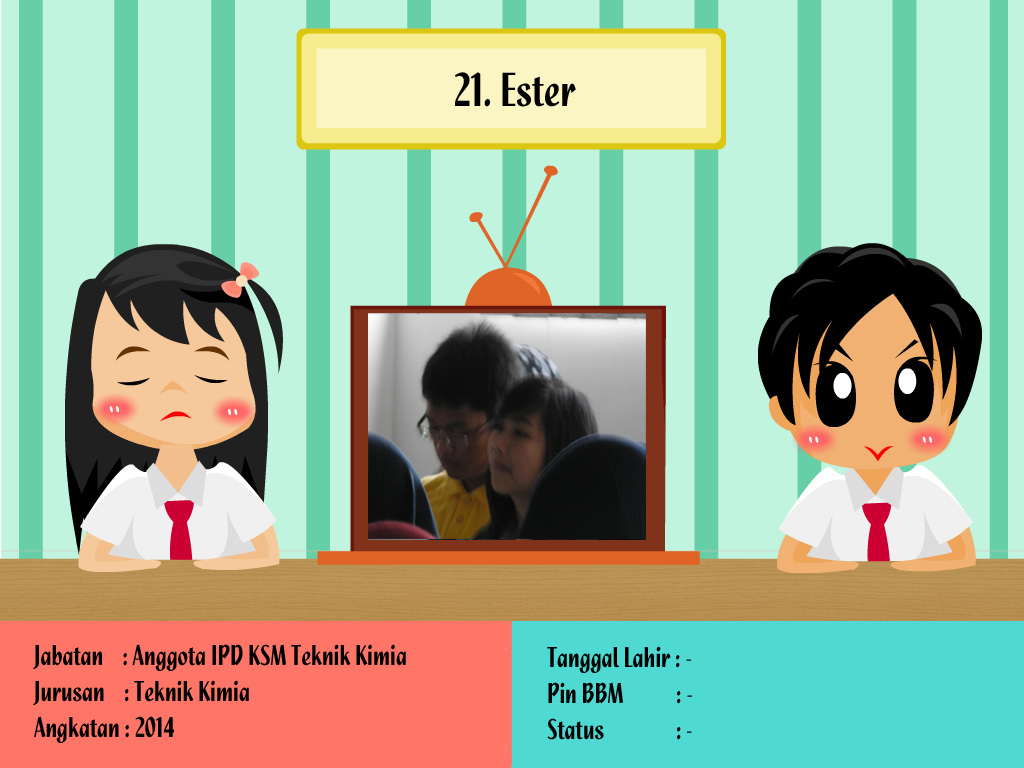 21. Ester
Jabatan : Anggota IPD KSM Teknik Kimia
Jurusan : Teknik Kimia
Angkatan : 2014
Tanggal Lahir : -
Pin BBM : -
Status : -